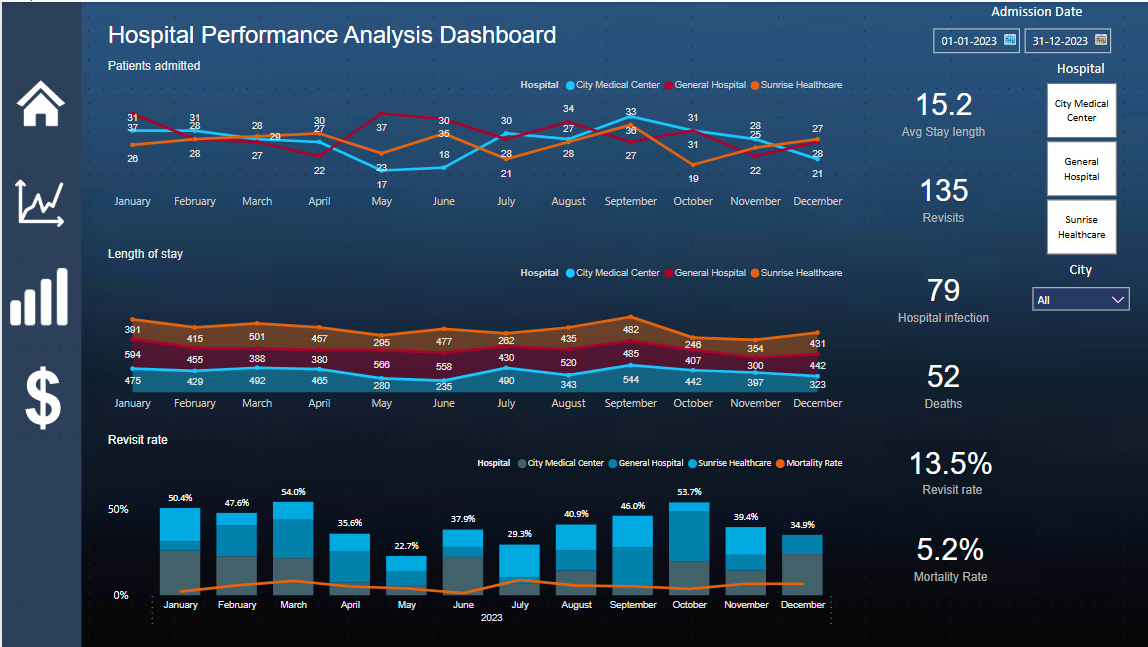 Hospital Performance Analysis Dashboard
Admission Date
01-01-2023 31-12-2023
Patients admitted
Hospital City Medical Center General Hospital Sunrise Healthcare
31 31 28 30 37 30 30 34 33 31 28 27
37 28 29 27 23 35 28 27 36 31 25 28
26 28 27 22 17 18 21 28 27 19 22 21
January February March April May June July August September October November December
Length of stay
Hospital City Medical Center General Hospital Sunrise Healthcare
391 415 501 457 295 477 262 435 482 246 354 431
594 455 388 380 566 558 430 520 485 407 300 442
475 429 492 465 280 235 490 343 544 442 397 323
January February March April May June July August September October November December
Revisit rate
Hospital City Medical Center General Hospital Sunrise Healthcare Mortality Rate
50.4% 47.6% 54.0% 35.6% 22.7% 37.9% 29.3% 40.9% 46.0% 53.7% 39.4% 34.9%
50%
0%
January February March April May June July August September October November December
2023
15.2
Avg Stay length
135
Revisits
79
Hospital infection
52
Deaths
13.5%
Revisit rate
5.2%
Mortality Rate
Hospital
City Medical
Center
General
Hospital
Sunrise
Healthcare
City
All